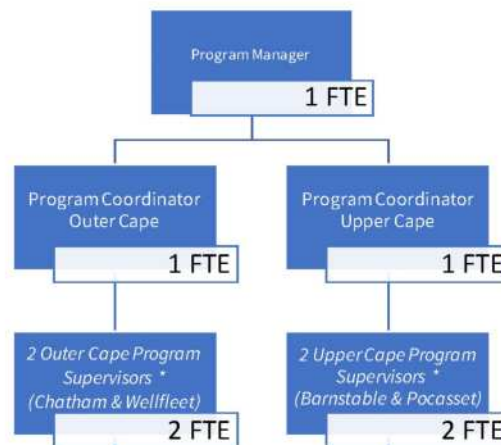 Program Manager
1 FTE
Program Coordinator
Outer Cape
1 FTE
Program Coordinator
Upper Cape
1 FTE
2 Outer Cape Program
Supervisors *
(Chatham & Wellfleet)
2 FTE
2 Upper Cape Program
Supervisors *
(Barnstable & Pocasset)
2 FTE